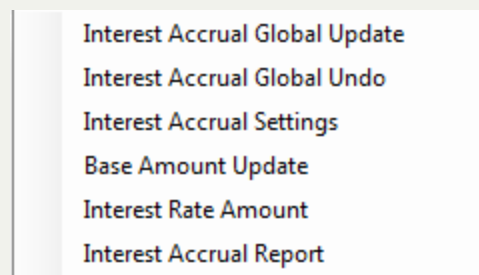 Interest Accrual Global Update
Interest Accrual Global Undo
Interest Accrual Settings
Base Amount Update
Interest Rate Amount
Interest Accrual Report